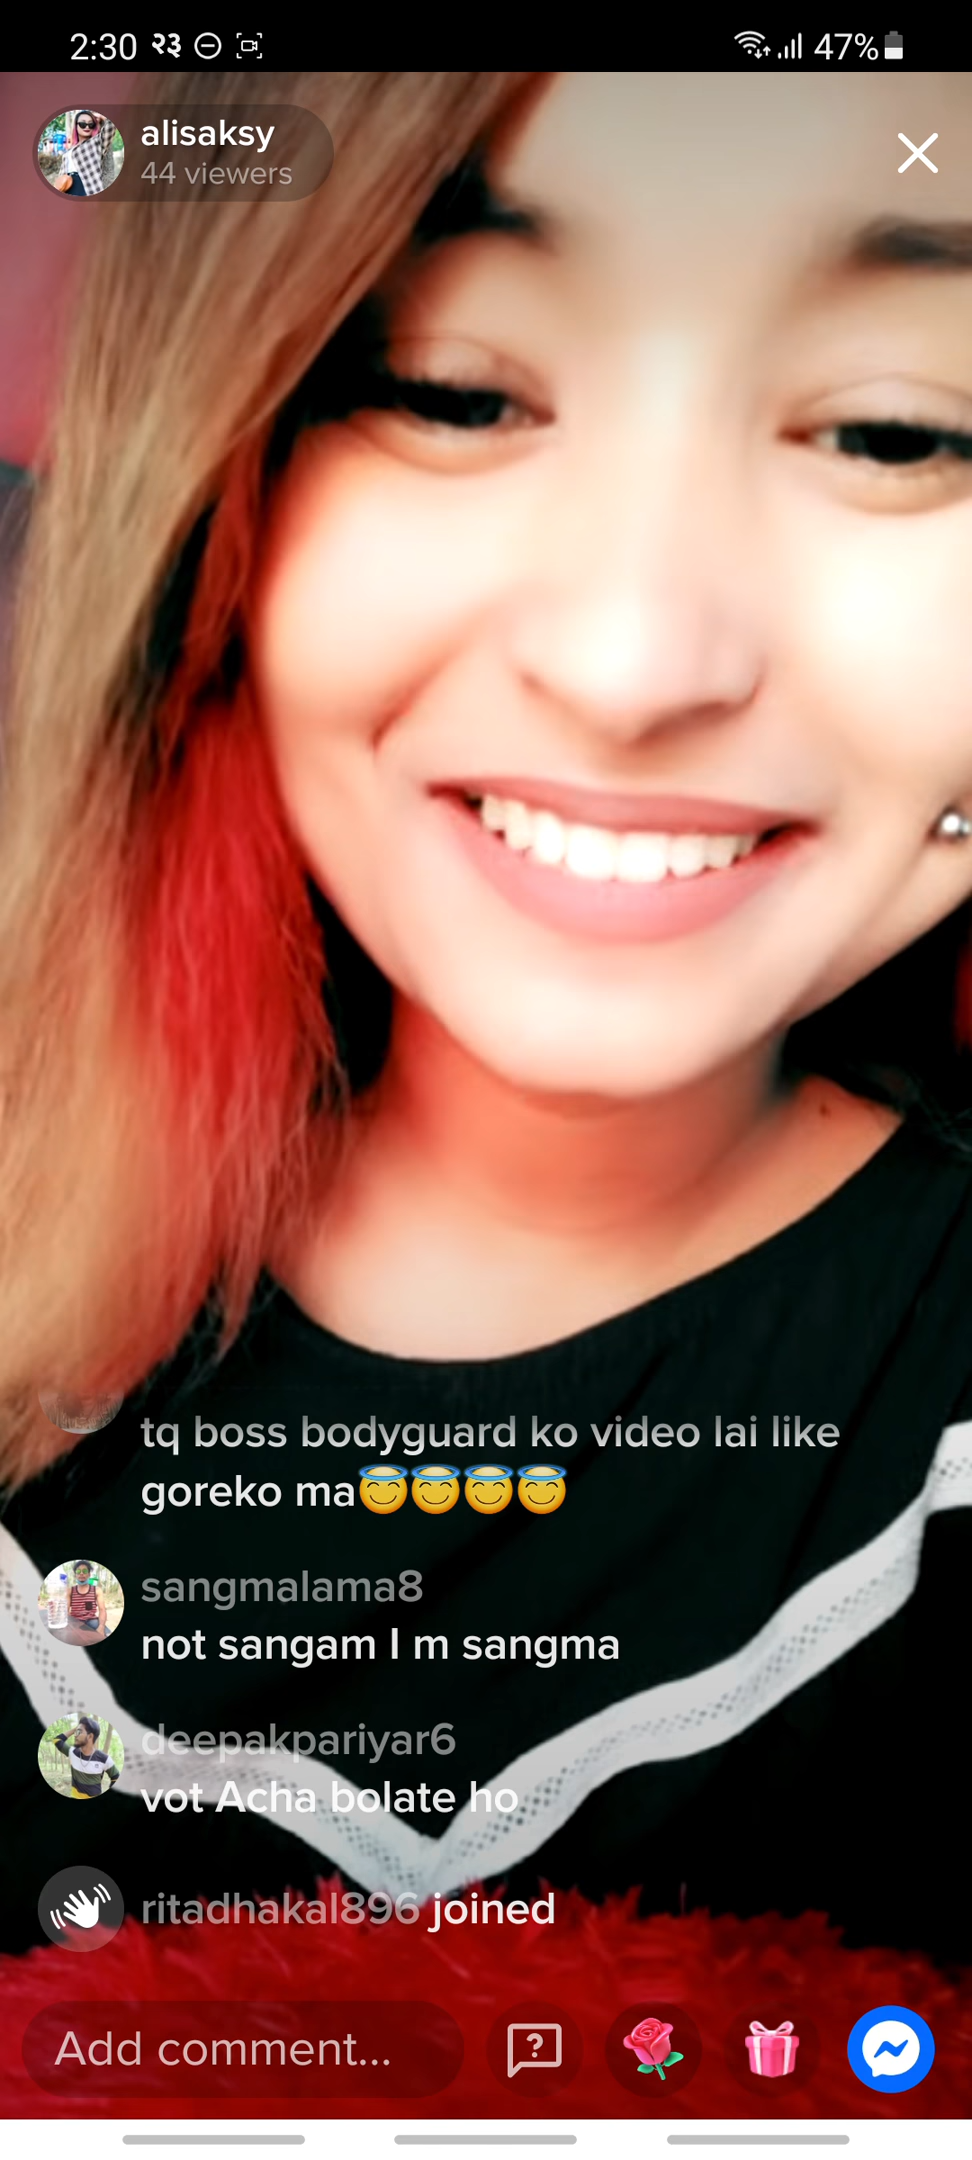 2:30 २३ 47%
alisaksy
44 viewers
tq boss bodyguard ko video lai like
goreko ma😇😇😇😇
sangmalama8
not sangam I m sangma
deepakpariyar6
vot Acha bolate ho
ritadhakal896 joined
Add comment...